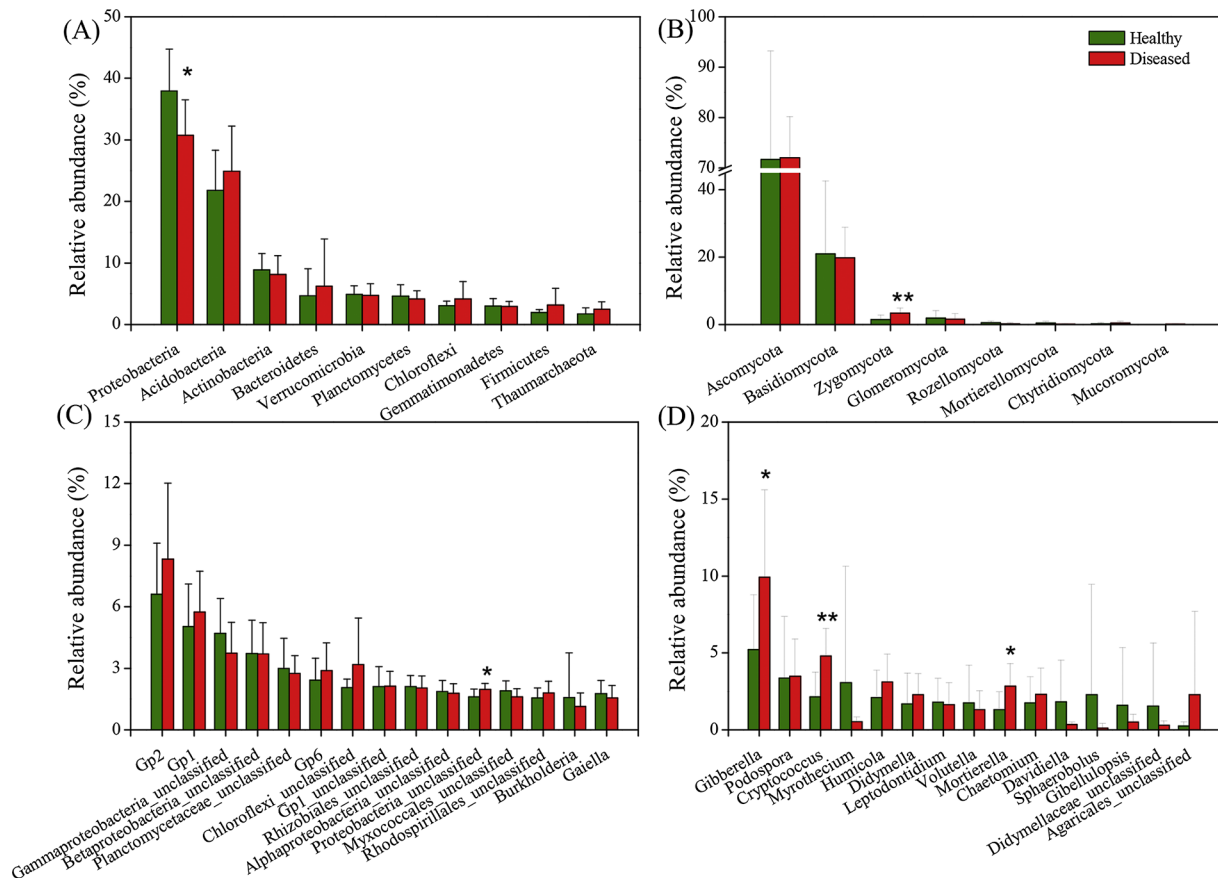 (A)
Relative abundance (%)
50
40
30
20
10
0
*
Proteobacteria
Acidobacteria
Actinobacteria
Bacteroidetes
Verrucomicrobia
Planctomycetes
Chloroflexi
Gemmatimonadetes
Firmicutes
Thaumarchaeota
(B)
Relative abundance (%)
100
90
80
70
40
20
0
Healthy
Diseased
**
Ascomycota
Basidiomycota
Zygomycota
Glomeromycota
Rozellomycota
Mortierellomycota
Chytridiomycota
Mucoromycota
(C)
Relative abundance (%)
15
12
9
6
3
0
*
Gp2
Gp1
Gammaproteobacteria_unclassified
Betaproteobacteria_unclassified
Planctomycetaceae_unclassified
Gp6
Chloroflexi_unclassified
Gp1_unclassified
Rhizobiales_unclassified
Alphaproteobacteria_unclassified
Proteobacteria_unclassified
Myxococcales_unclassified
Rhodospirillales_unclassified
Burkholderia
Gaiella
(D)
Relative abundance (%)
20
15
10
5
0
*
**
*
Gibberella
Podospora
Cryptococcus
Myrothecium
Humicola
Didymella
Leptodontidium
Volutella
Mortierella
Chaetomium
Davidiella
Sphaerobolus
Gibellulopsis
Didymellaceae_unclassified
Agaricales_unclassified